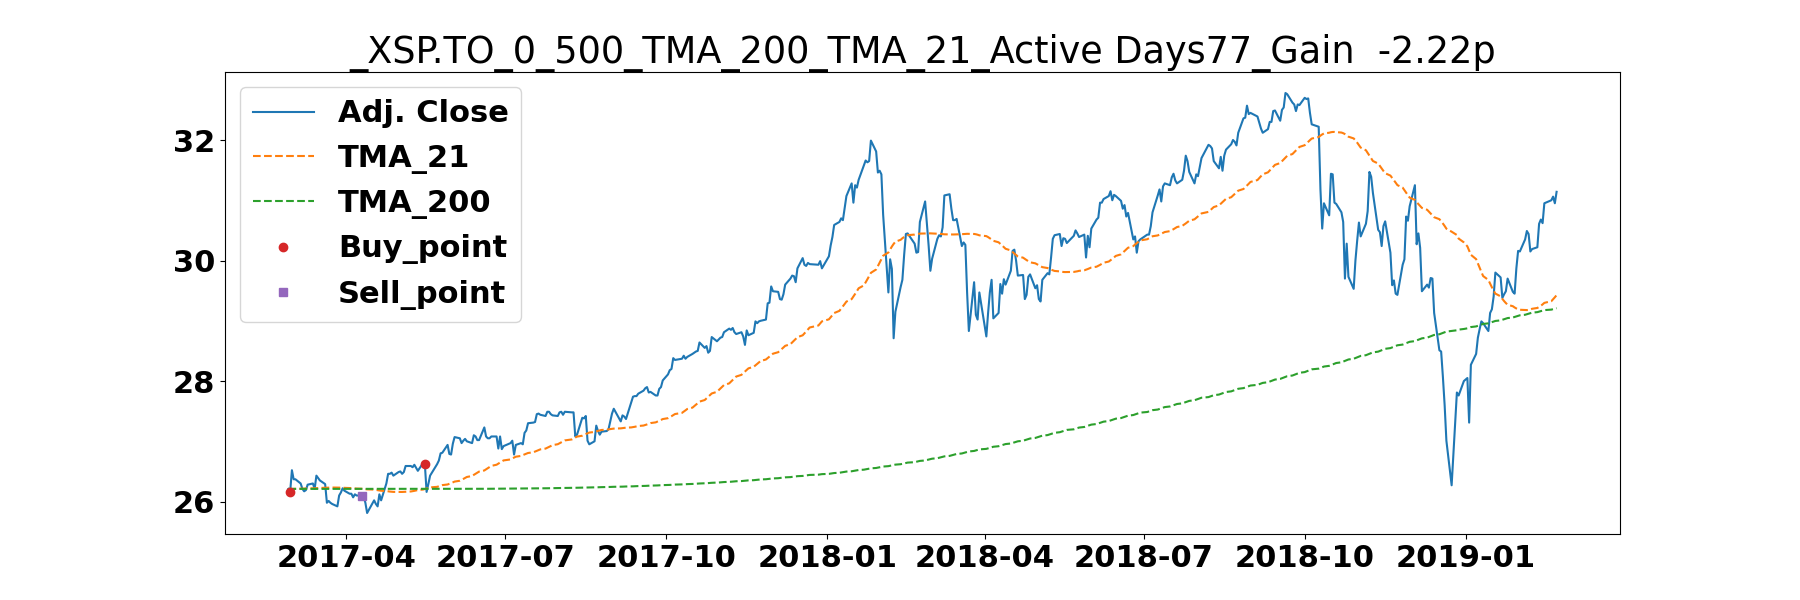 _XSP.TO_0_500_TMA_200_TMA_21_Active Days77_Gain  -2.22p
Adj. Close
TMA_21
TMA_200
Buy_point
Sell_point
32
30
28
26
2017-04 2017-07 2017-10 2018-01 2018-04 2018-07 2018-10 2019-01